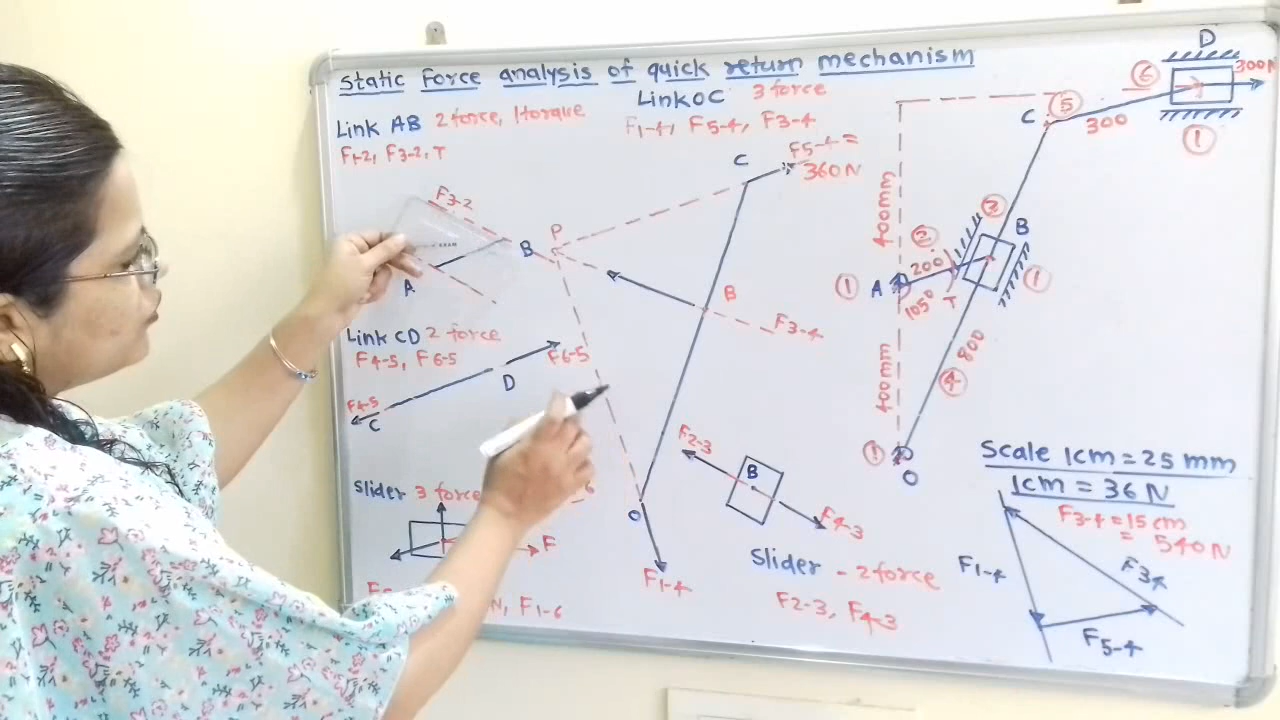 Static Force analysis of quick return mechanism
Link AB 2 force, 1 torque
F1-2, F3-2, T
F3-2
B
A
Link CD 2 force
F4-5, F6-5
F6-5
D
F4-5
C
Slider 3 force
F
N, F1-6
Link OC 3 force
F1-4, F5-4, F3-4
C
F5-4 =
360 N
P
B
F3-4
O
F1-4
F2-3
B
F4-3
Slider - 2 force
F2-3, F4-3
D
300N
6
5
C
300
1
400mm
2
2
B
200
1
A
1
105°
T
800
400mm
4
1
O
Scale 1cm = 25 mm
1cm = 36 N
F3-4 = 15 cm
= 540 N
F1-4
F34
F5-4